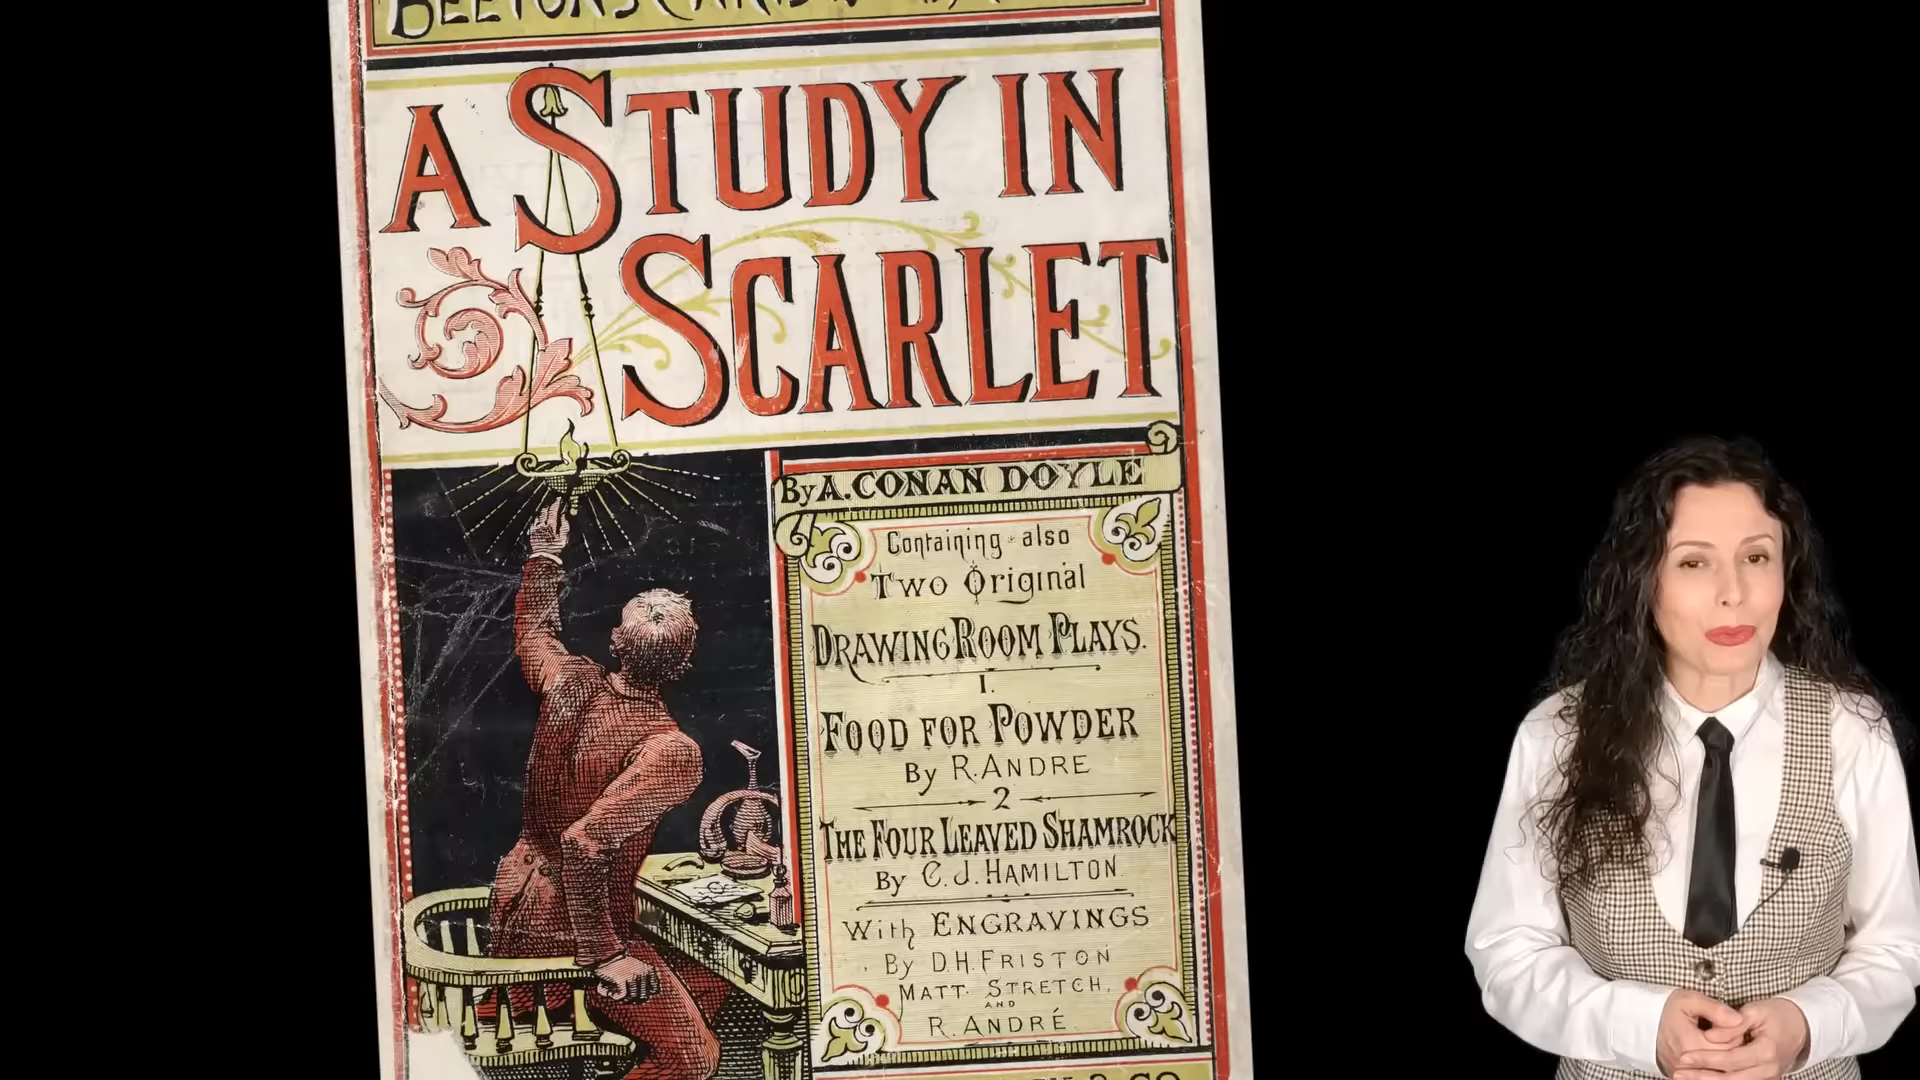 A STUDY IN
SCARLET
By A. CONAN DOYLE
Containing also
Two Original
DRAWING ROOM PLAYS.
1.
FOOD FOR POWDER
By R. ANDRE
2
THE FOUR LEAVED SHAMROCK
By C. J. HAMILTON
With ENGRAVINGS
By D. H. FRISTON
MATT. STRETCH,
AND
R. ANDRÉ